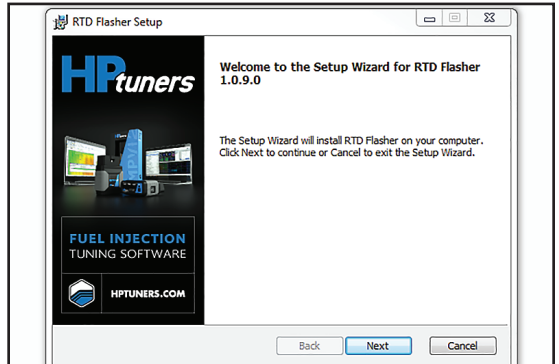 RTD Flasher Setup
HPtuners
Welcome to the Setup Wizard for RTD Flasher
1.0.9.0
The Setup Wizard will install RTD Flasher on your computer.
Click Next to continue or Cancel to exit the Setup Wizard.
MPVI2
FUEL INJECTION
TUNING SOFTWARE
HPTUNERS.COM
Back
Next
Cancel